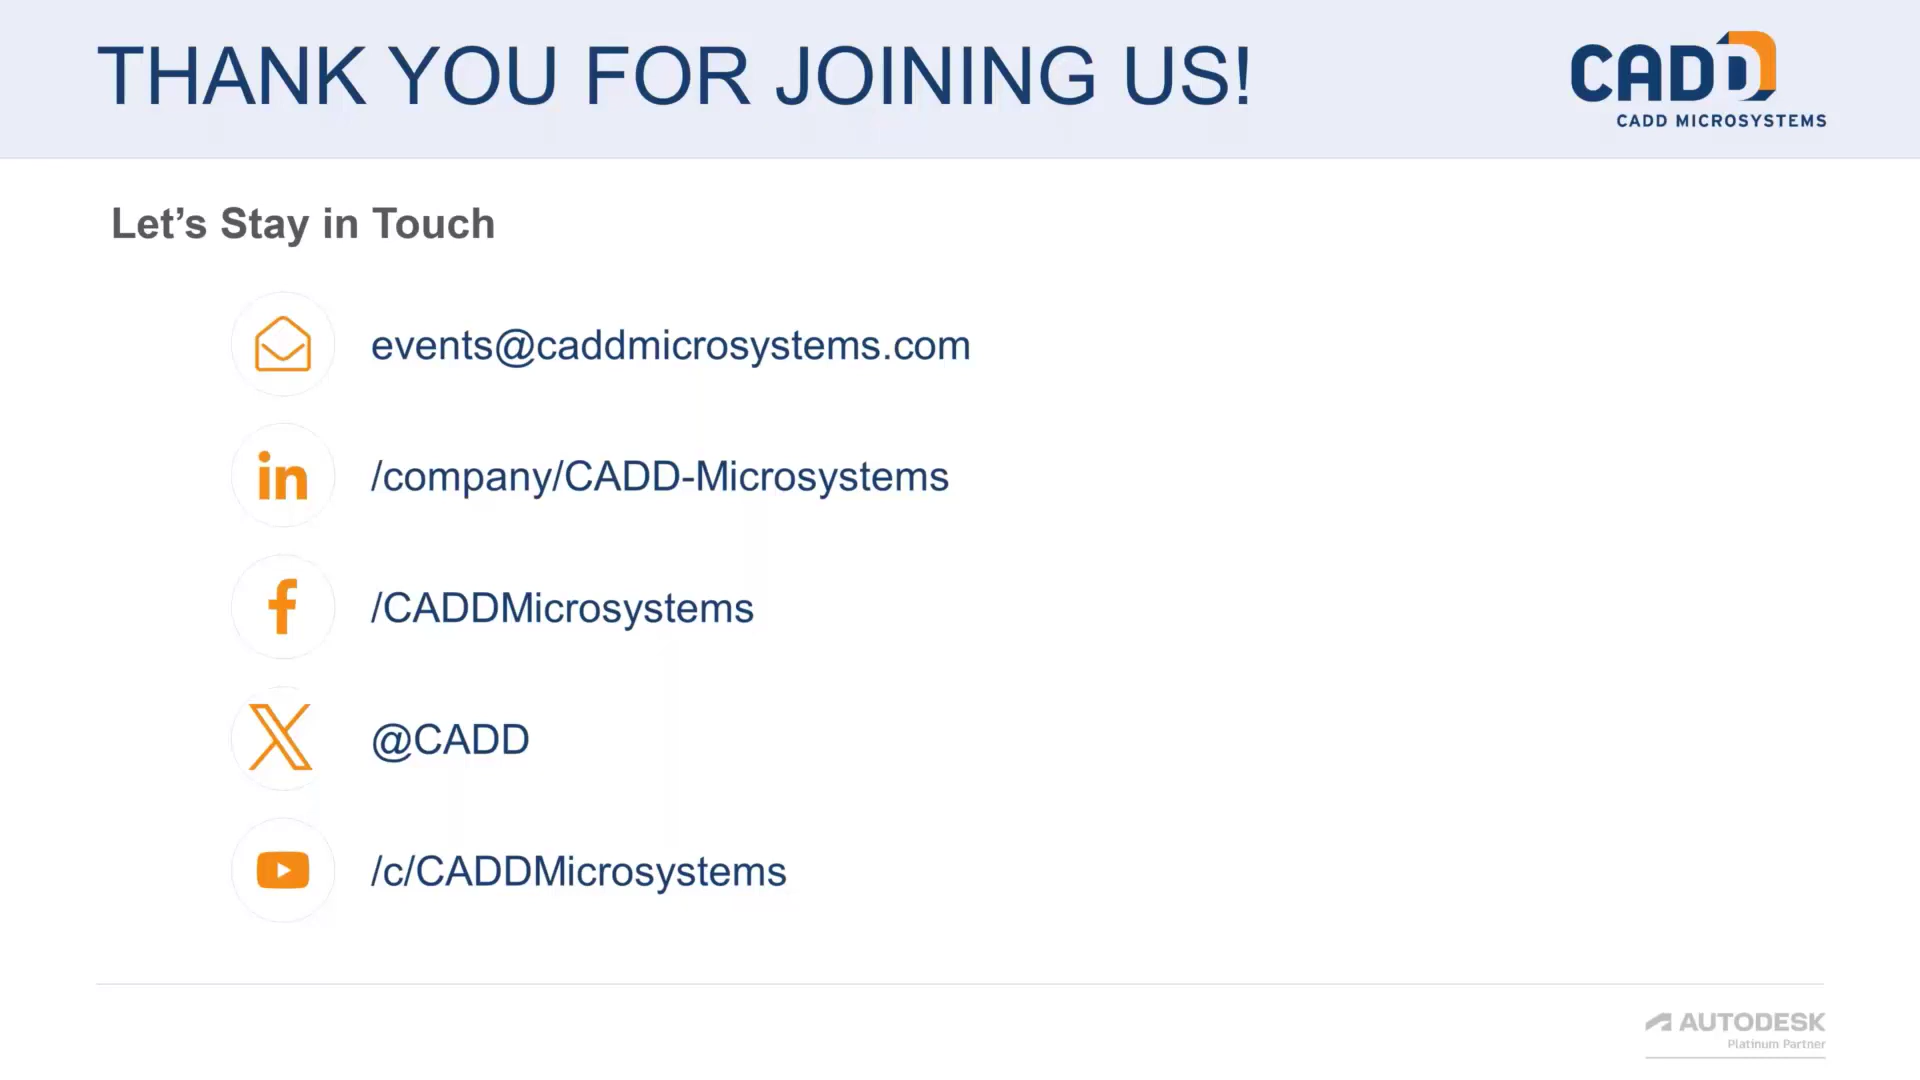 THANK YOU FOR JOINING US!
CADD
CADD MICROSYSTEMS
Let’s Stay in Touch
events@caddmicrosystems.com
in /company/CADD-Microsystems
f /CADDMicrosystems
X @CADD
/c/CADDMicrosystems
AUTODESK
Platinum Partner